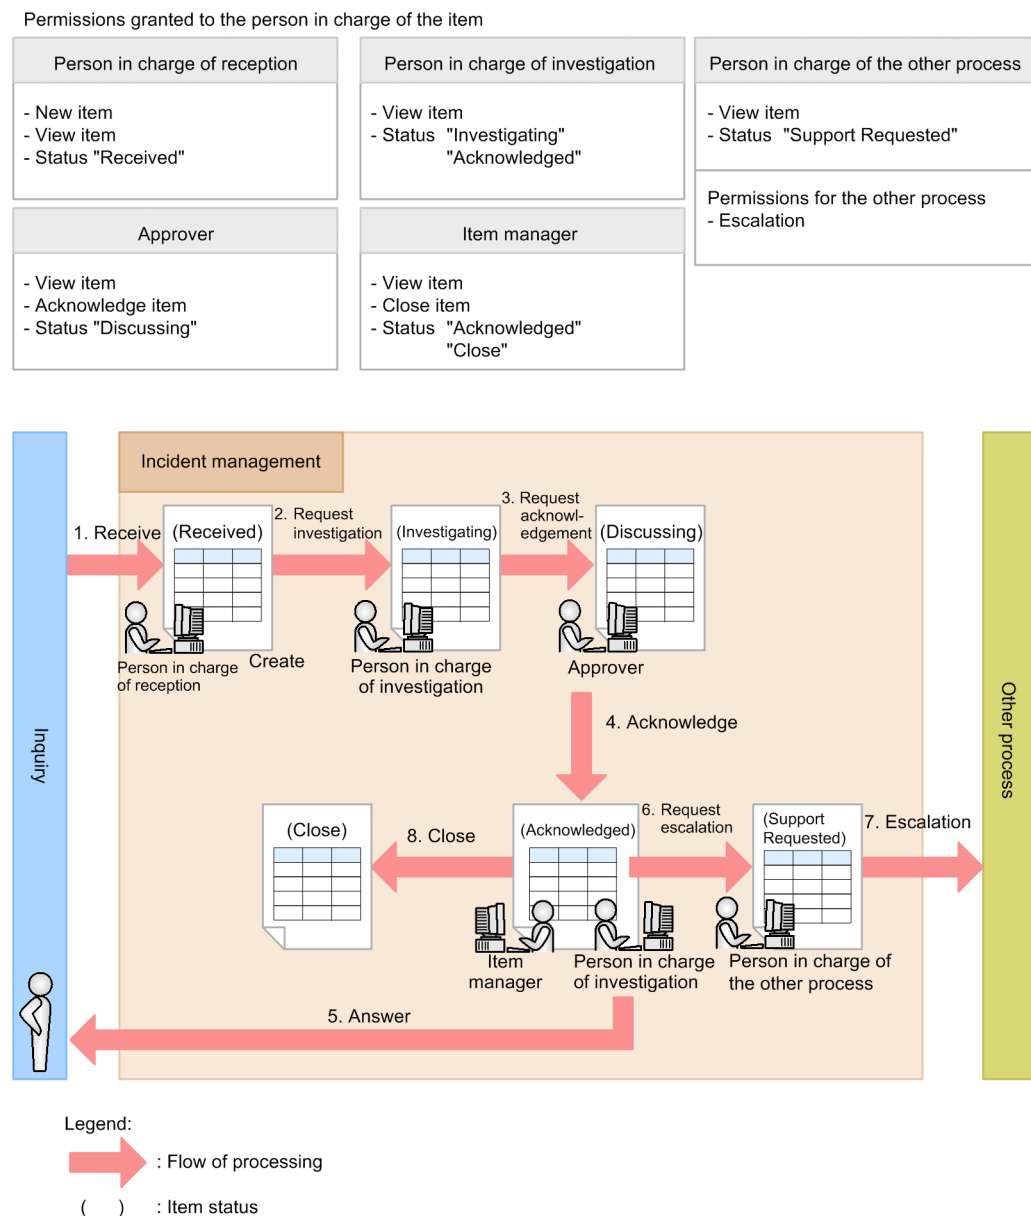 Permissions granted to the person in charge of the item
Person in charge of reception
- New item
- View item
- Status "Received"
Person in charge of investigation
- View item
- Status "Investigating"
"Acknowledged"
Person in charge of the other process
- View item
- Status "Support Requested"
Permissions for the other process
- Escalation
Approver
- View item
- Acknowledge item
- Status "Discussing"
Item manager
- View item
- Close item
- Status "Acknowledged"
"Close"
Inquiry
Incident management
Other process
1. Receive
(Received)
Person in charge
of reception
Create
2. Request
investigation
(Investigating)
Person in charge
of investigation
3. Request
acknowl-
edgement
(Discussing)
Approver
4. Acknowledge
(Close)
8. Close
(Acknowledged)
Item
manager
Person in charge
of investigation
6. Request
escalation
(Support
Requested)
Person in charge of
the other process
7. Escalation
5. Answer
Legend:
: Flow of processing
( ) : Item status